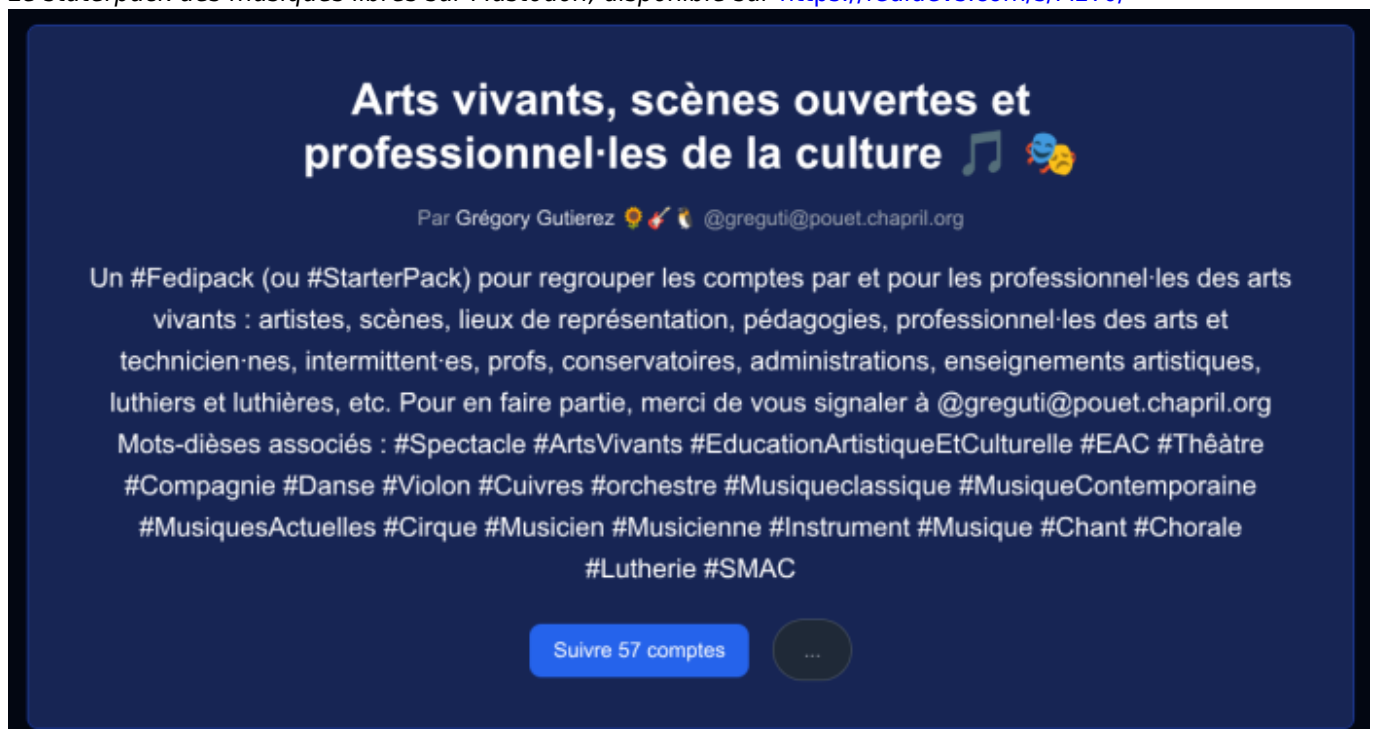 Arts vivants, scènes ouvertes et
professionnel·les de la culture 🎵 🎭
Par Grégory Gutierez 🌻🎸🐧 @greguti@pouet.chapril.org
Un #Fedipack (ou #StarterPack) pour regrouper les comptes par et pour les professionnel·les des arts
vivants : artistes, scènes, lieux de représentation, pédagogies, professionnel·les des arts et
technicien·nes, intermittent·es, profs, conservatoires, administrations, enseignements artistiques,
luthiers et luthières, etc. Pour en faire partie, merci de vous signaler à @greguti@pouet.chapril.org
Mots-dièses associés : #Spectacle #ArtsVivants #EducationArtistiqueEtCulturelle #EAC #Thêàtre
#Compagnie #Danse #Violon #Cuivres #orchestre #Musiqueclassique #MusiqueContemporaine
#MusiquesActuelles #Cirque #Musicien #Musicienne #Instrument #Musique #Chant #Chorale
#Lutherie #SMAC
Suivre 57 comptes ...